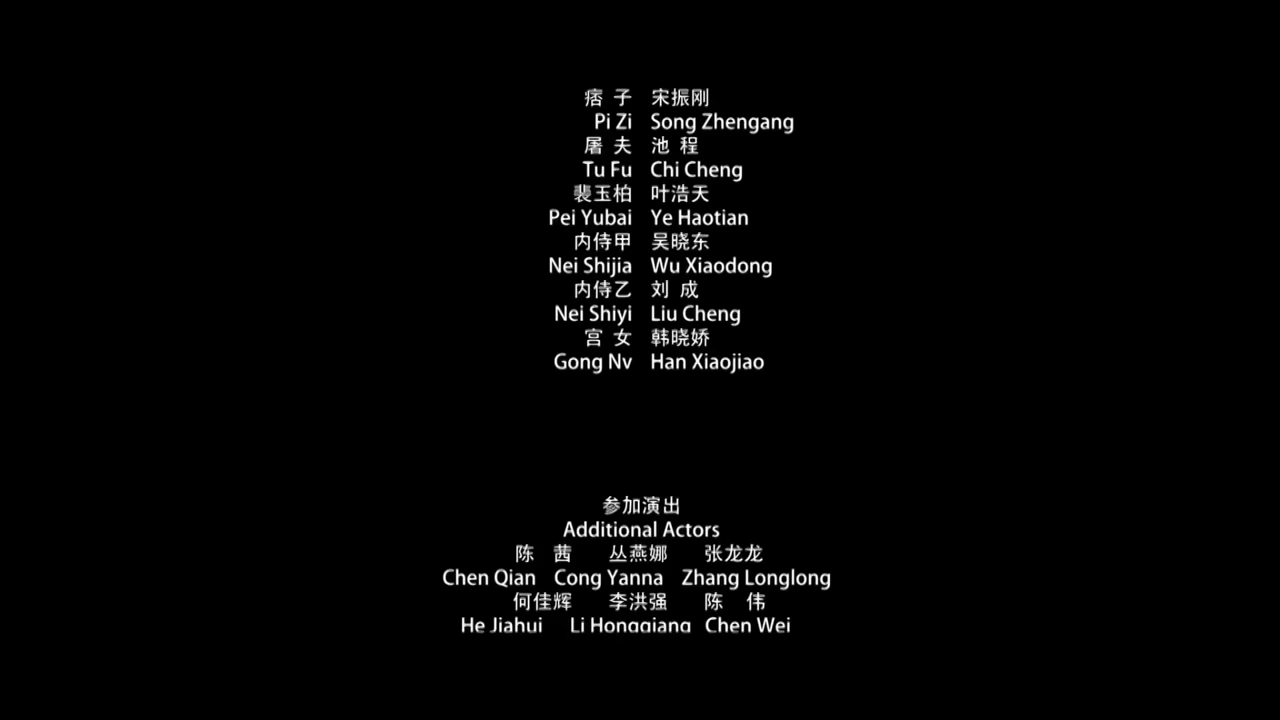 痞 子 宋振刚
Pi Zi Song Zhengang
屠 夫 池 程
Tu Fu Chi Cheng
裴玉柏 叶浩天
Pei Yubai Ye Haotian
内侍甲 吴晓东
Nei Shijia Wu Xiaodong
内侍乙 刘 成
Nei Shiyi Liu Cheng
宫 女 韩晓娇
Gong Nv Han Xiaojiao
参加演出
Additional Actors
陈 茜 丛燕娜 张龙龙
Chen Qian Cong Yanna Zhang Longlong
何佳辉 李洪强 陈 伟
He Jiahui Li Hongqiang Chen Wei